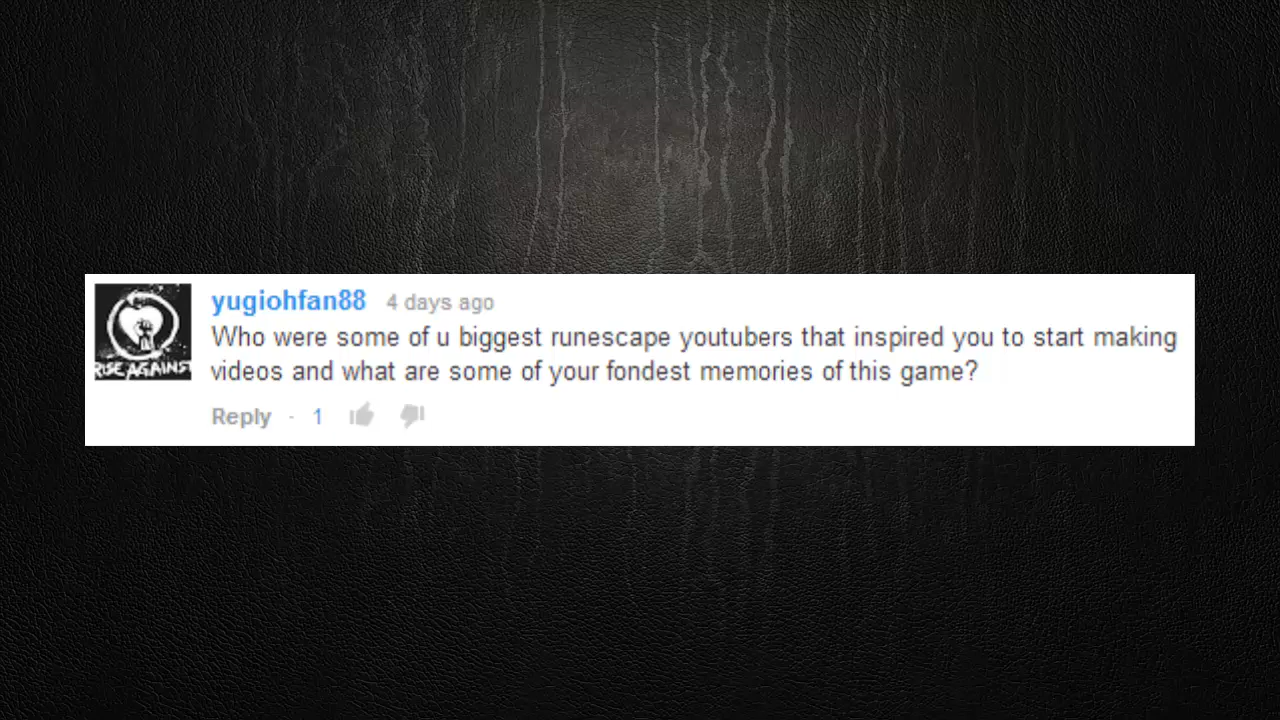 yugiohfan88 4 days ago
Who were some of u biggest runescape youtubers that inspired you to start making
videos and what are some of your fondest memories of this game?
Reply · 1
RISE AGAINST